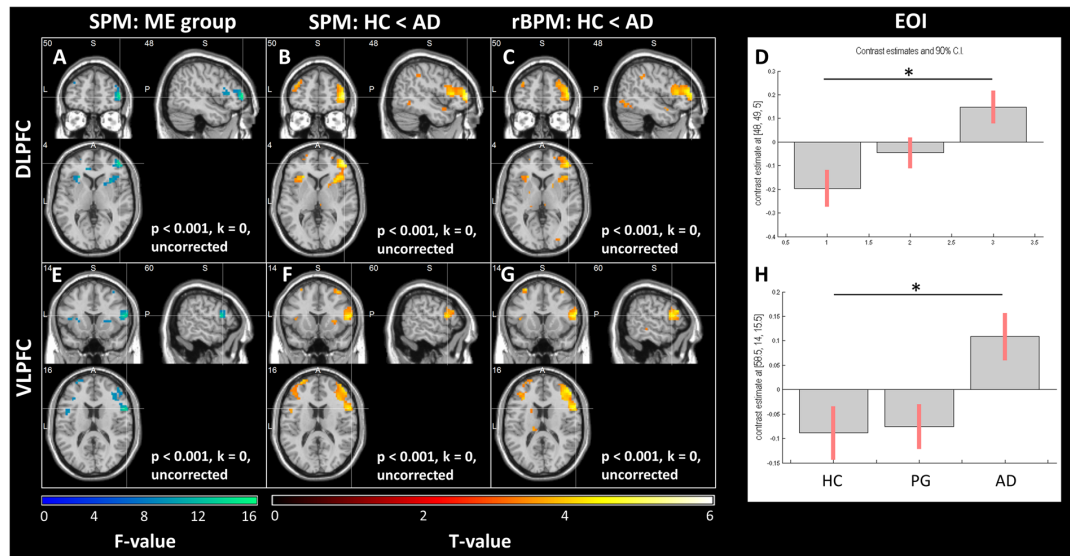 SPM: ME group SPM: HC < AD rBPM: HC < AD EOI
DLPFC
A
50 S 48 S
L P
4 A
L
p < 0.001, k = 0,
uncorrected
B
50 S 48 S
L P
4 A
L
p < 0.001, k = 0,
uncorrected
C
50 S 48 S
L P
4 A
L
p < 0.001, k = 0,
uncorrected
D
Contrast estimates and 90% C.I.
*
contrast estimate at [48, 49, 5]
0.3
0.2
0.1
0
-0.1
-0.2
-0.3
-0.4
0.5 1 1.5 2 2.5 3 3.5
VLPFC
E
14 S 60 S
L P
16 A
L
p < 0.001, k = 0,
uncorrected
F
14 S 60 S
L P
16 A
L
p < 0.001, k = 0,
uncorrected
G
14 S 60 S
L P
16 A
L
p < 0.001, k = 0,
uncorrected
H
*
contrast estimate at [58.5, 14, 15.5]
0.2
0.15
0.1
0.05
0
-0.05
-0.1
-0.15
HC PG AD
0 4 8 12 16
F-value
0 2 4 6
T-value